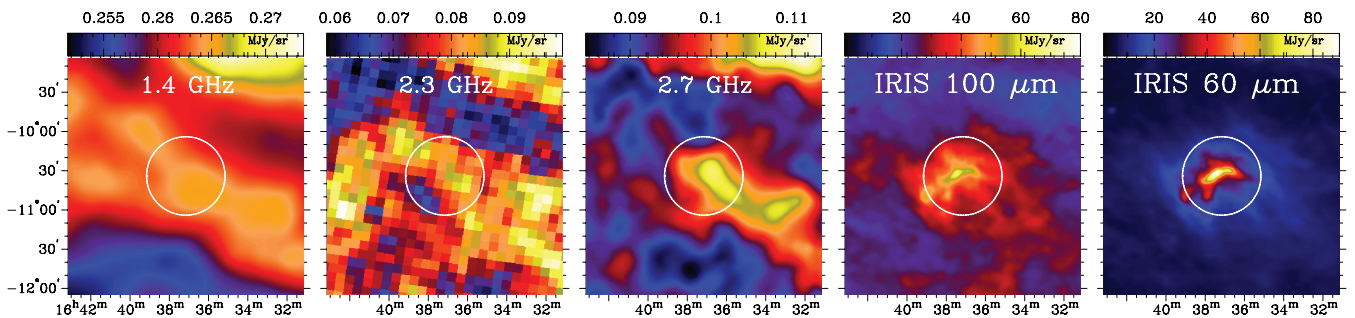 0.255 0.26 0.265 0.27 0.06 0.07 0.08 0.09 0.09 0.1 0.11 20 40 60 80 20 40 60 80
MJy/sr MJy/sr MJy/sr MJy/sr MJy/sr
1.4 GHz 2.3 GHz 2.7 GHz IRIS 100 μm IRIS 60 μm
30'
−10°00'
30'
−11°00'
30'
−12°00'
16h42m 40m 38m 36m 34m 32m 40m 38m 36m 34m 32m 40m 38m 36m 34m 32m 40m 38m 36m 34m 32m 40m 38m 36m 34m 32m